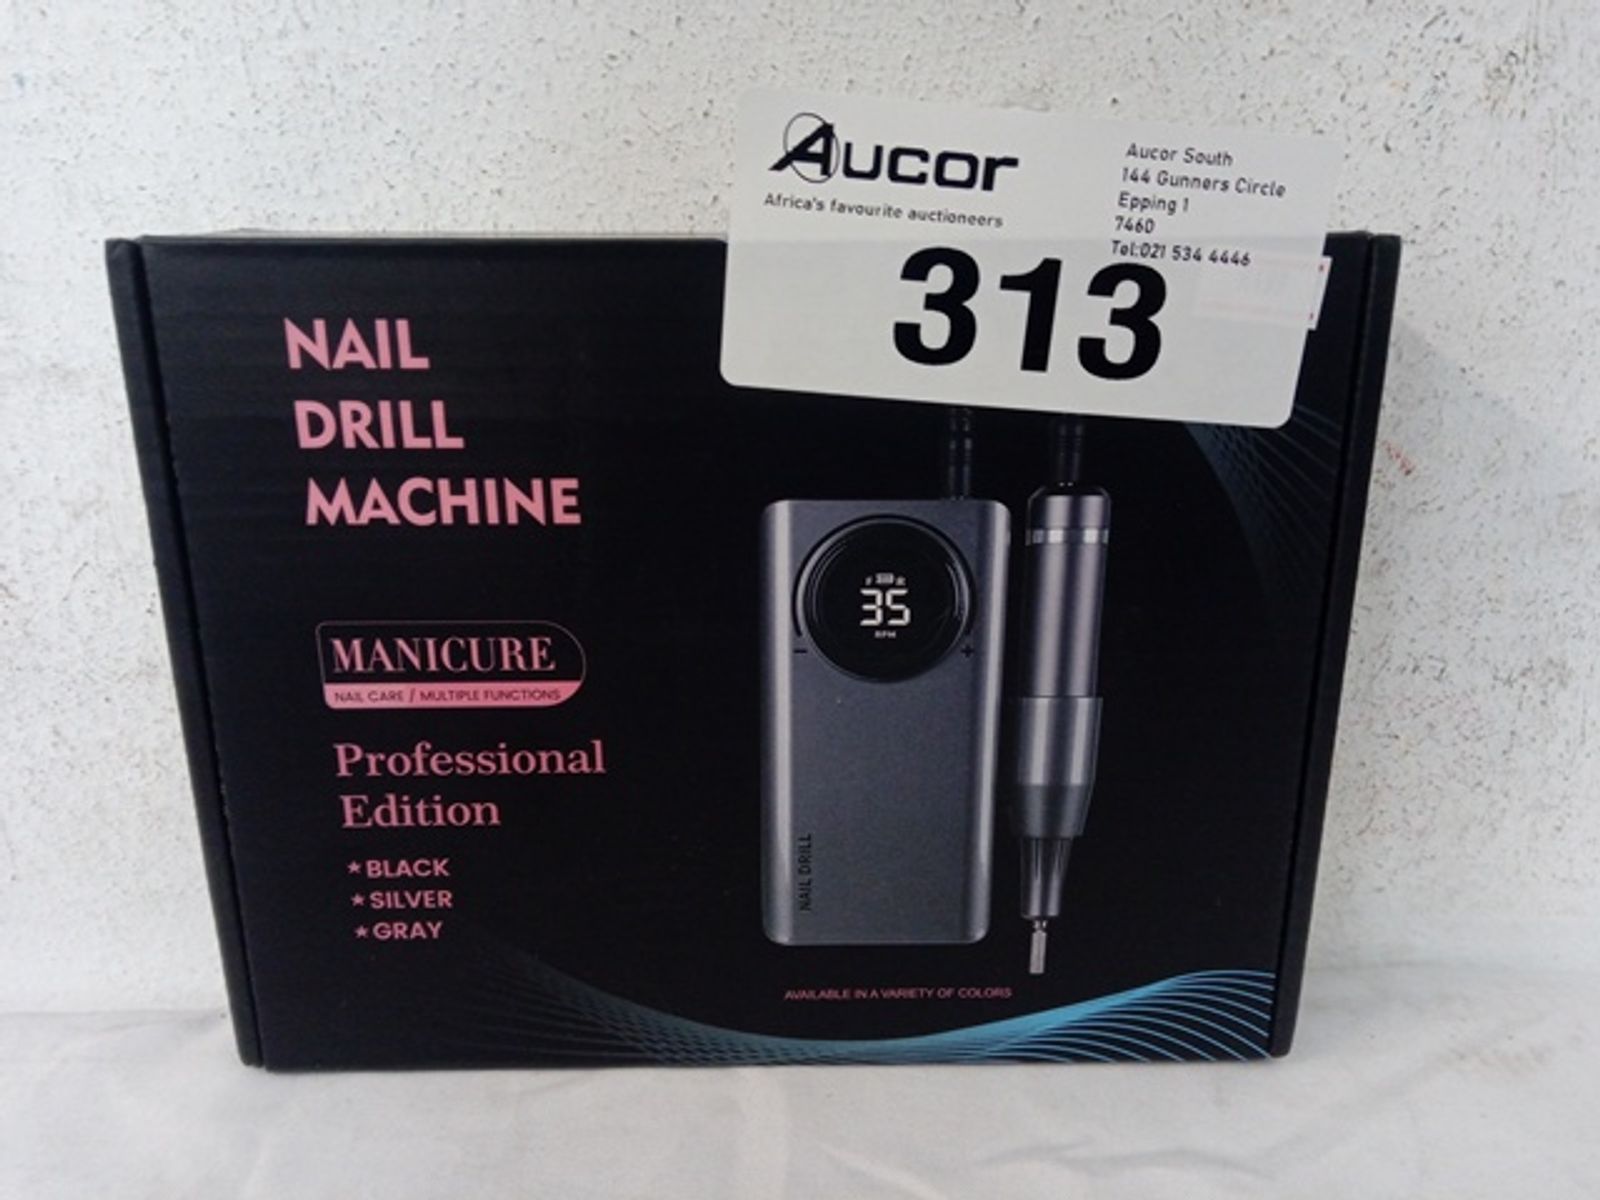 Aucor
Africa's favourite auctioneers
Aucor South
144 Gunners Circle
Epping 1
7460
Tel:021 534 4446
313
NAIL
DRILL
MACHINE
MANICURE
NAIL CARE / MULTIPLE FUNCTIONS
Professional
Edition
★ BLACK
★ SILVER
★ GRAY
F R
35
RPM
- +
NAIL DRILL
AVAILABLE IN A VARIETY OF COLORS